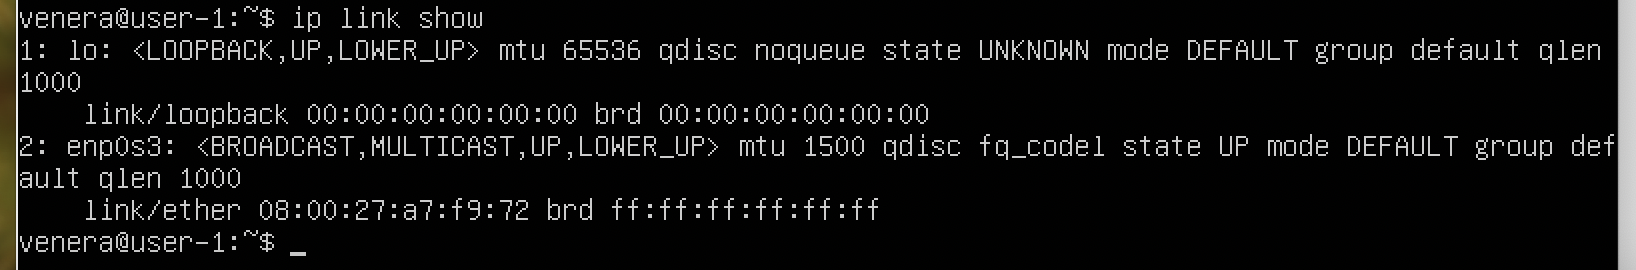 venera@user-1:~$ ip link show
1: lo: <LOOPBACK,UP,LOWER_UP> mtu 65536 qdisc noqueue state UNKNOWN mode DEFAULT group default qlen
1000
    link/loopback 00:00:00:00:00:00 brd 00:00:00:00:00:00
2: enp0s3: <BROADCAST,MULTICAST,UP,LOWER_UP> mtu 1500 qdisc fq_codel state UP mode DEFAULT group def
ault qlen 1000
    link/ether 08:00:27:a7:f9:72 brd ff:ff:ff:ff:ff:ff
venera@user-1:~$ _